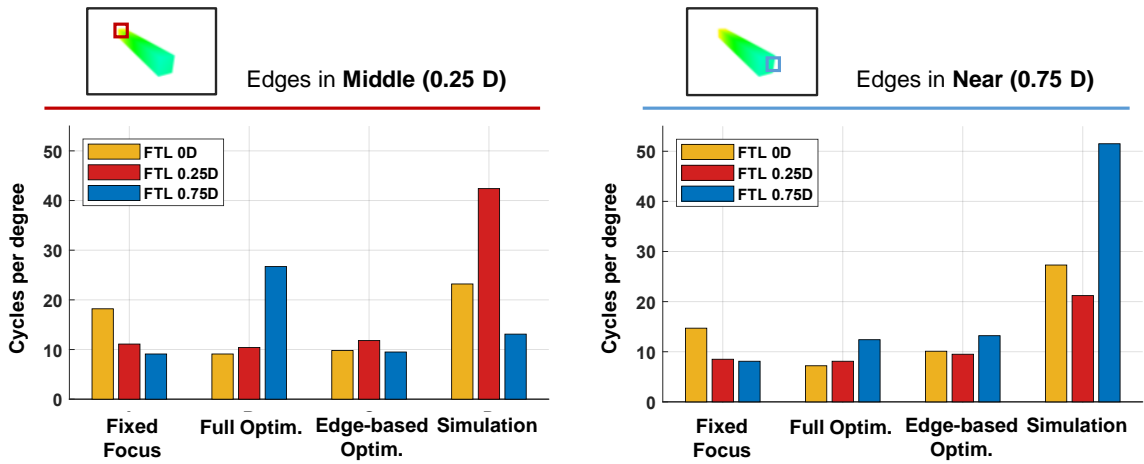 Edges in Middle (0.25 D)
Cycles per degree
50
40
30
20
10
0
FTL 0D
FTL 0.25D
FTL 0.75D
Fixed Focus
Full Optim.
Edge-based Optim.
Simulation
Edges in Near (0.75 D)
Cycles per degree
50
40
30
20
10
0
FTL 0D
FTL 0.25D
FTL 0.75D
Fixed Focus
Full Optim.
Edge-based Optim.
Simulation